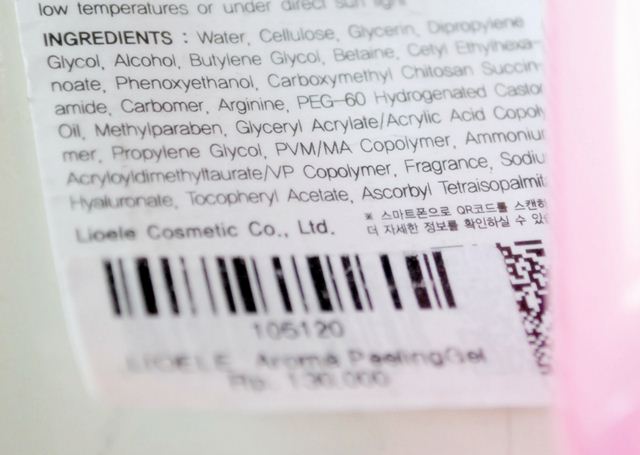 low temperatures or under direct sun light
INGREDIENTS : Water, Cellulose, Glycerin, Dipropylene
Glycol, Alcohol, Butylene Glycol, Betaine, Cetyl Ethylhexa-
noate, Phenoxyethanol, Carboxymethyl Chitosan Succin-
amide, Carbomer, Arginine, PEG-60 Hydrogenated Castor
Oil, Methylparaben, Glyceryl Acrylate/Acrylic Acid Copoly
mer, Propylene Glycol, PVM/MA Copolymer, Ammonium
Acryloyldimethyltaurate/VP Copolymer, Fragrance, Sodiu
Hyaluronate, Tocopheryl Acetate, Ascorbyl Tetraisopalmit
Lioele Cosmetic Co., Ltd.
※ 스마트폰으로 QR코드를 스캔하
더 자세한 정보를 확인하실 수 있
105120
LIOELE Aroma PeelingGel
Rp. 130,000